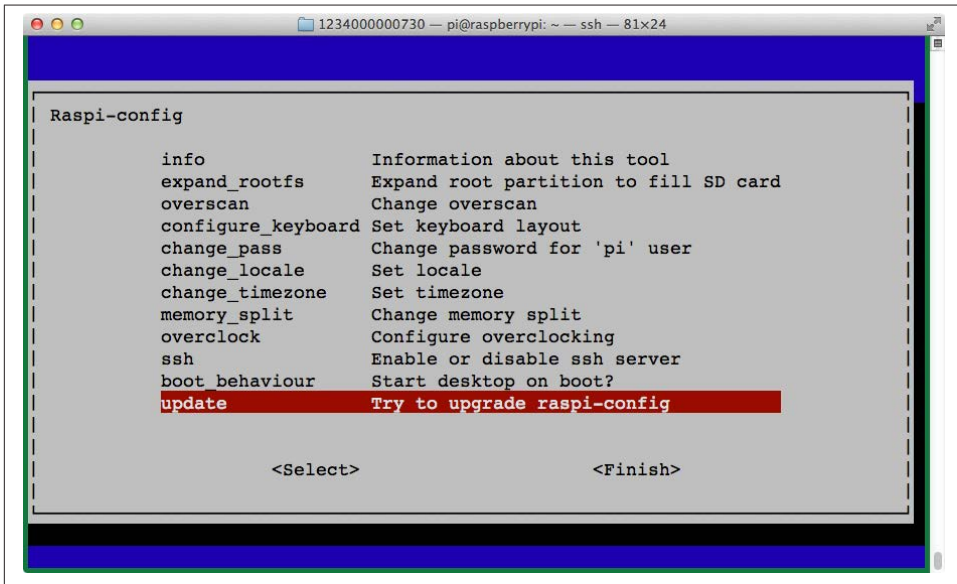 1234000000730 — pi@raspberrypi: ~ — ssh — 81×24
Raspi-config
info Information about this tool
expand_rootfs Expand root partition to fill SD card
overscan Change overscan
configure_keyboard Set keyboard layout
change_pass Change password for 'pi' user
change_locale Set locale
change_timezone Set timezone
memory_split Change memory split
overclock Configure overclocking
ssh Enable or disable ssh server
boot_behaviour Start desktop on boot?
update Try to upgrade raspi-config
<Select> <Finish>